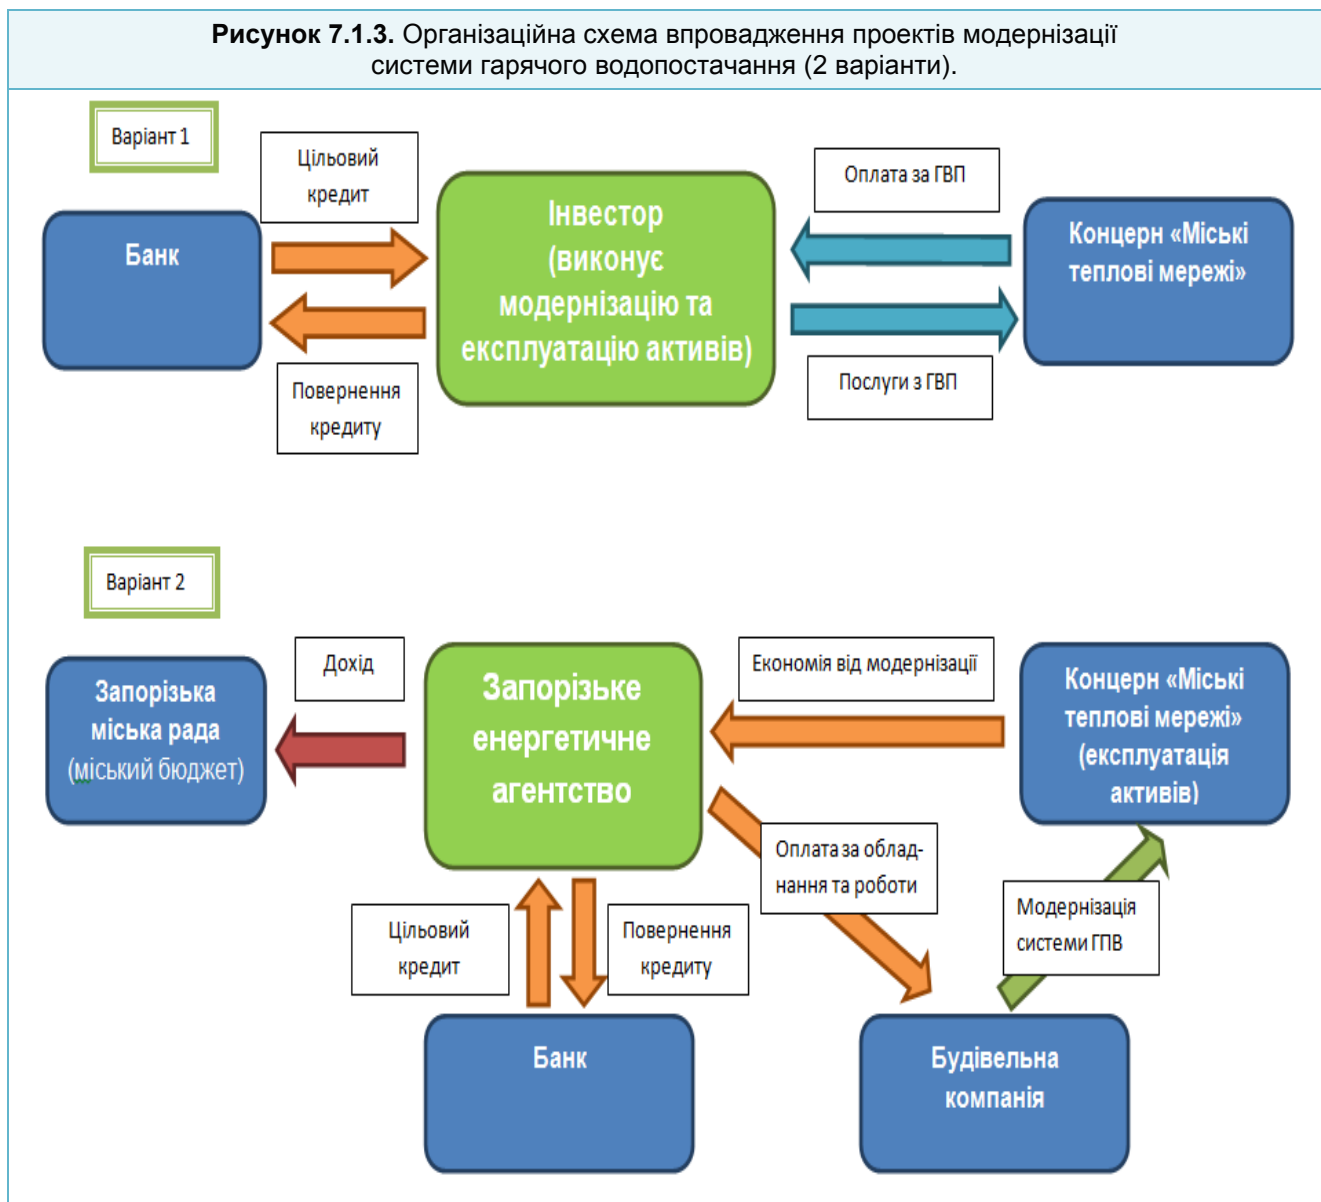 Рисунок 7.1.3. Організаційна схема впровадження проектів модернізації
системи гарячого водопостачання (2 варіанти).
Варіант 1
Цільовий
кредит
Банк
Повернення
кредиту
Інвестор
(виконує
модернізацію та
експлуатацію активів)
Оплата за ГВП
Послуги з ГВП
Концерн «Міські
теплові мережі»
Варіант 2
Запорізька
міська рада
(міський бюджет)
Дохід
Запорізьке
енергетичне
агентство
Економія від модернізації
Концерн «Міські
теплові мережі»
(експлуатація
активів)
Оплата за облад-
нання та роботи
Модернізація
системи ГПВ
Цільовий
кредит
Повернення
кредиту
Банк
Будівельна
компанія